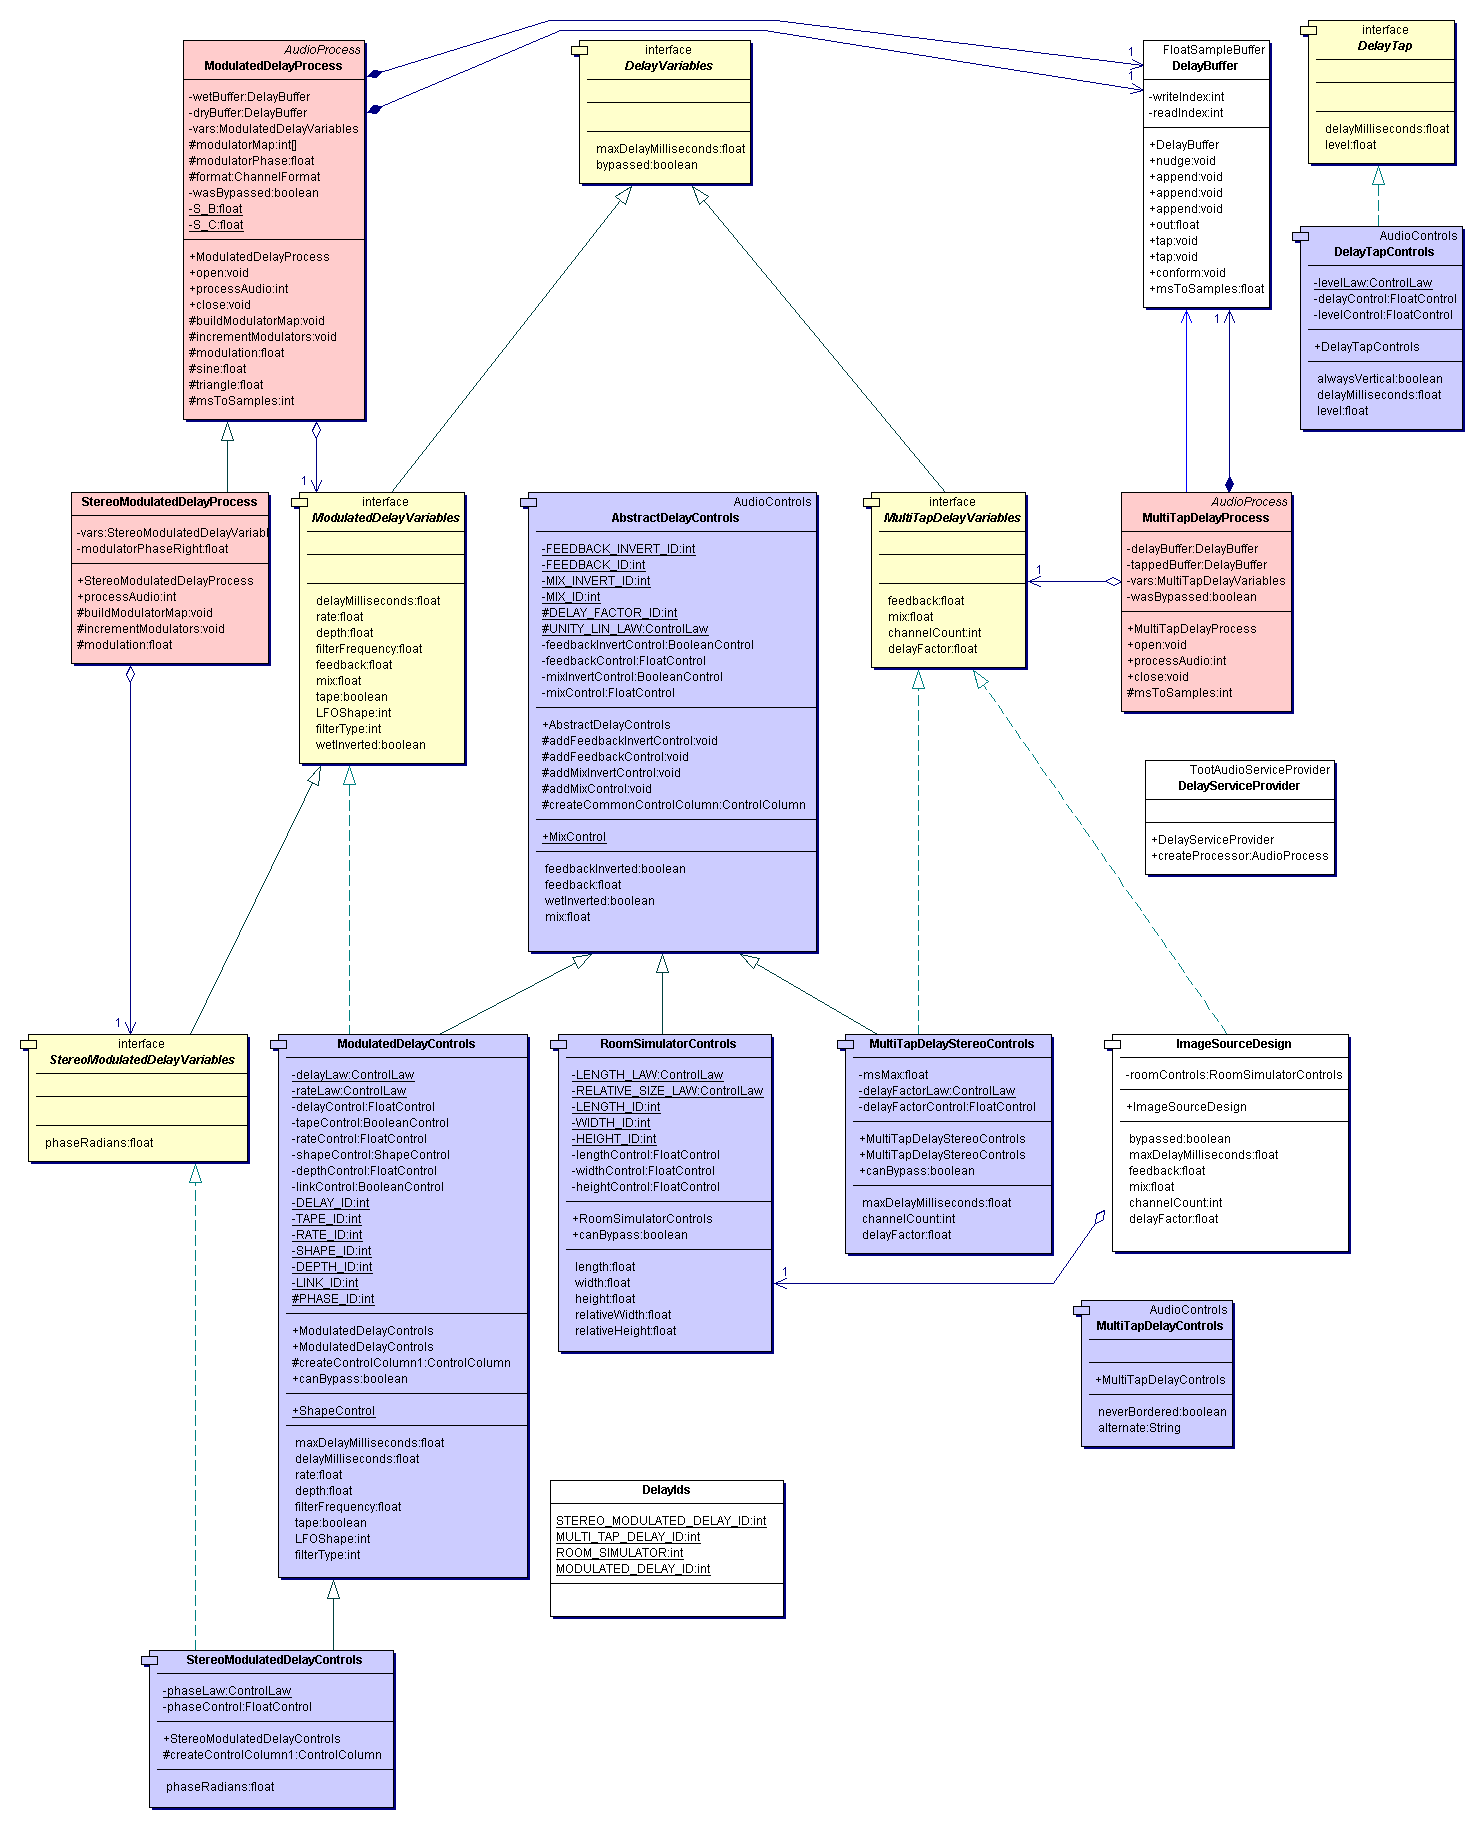 AudioProcess
ModulatedDelayProcess
-wetBuffer:DelayBuffer
-dryBuffer:DelayBuffer
-vars:ModulatedDelayVariables
#modulatorMap:int[]
#modulatorPhase:float
#format:ChannelFormat
-wasBypassed:boolean
-S_B:float
-S_C:float
+ModulatedDelayProcess
+open:void
+processAudio:int
+close:void
#buildModulatorMap:void
#incrementModulators:void
#modulation:float
#sine:float
#triangle:float
#msToSamples:int
interface
DelayVariables
maxDelayMilliseconds:float
bypassed:boolean
1
1
FloatSampleBuffer
DelayBuffer
-writeIndex:int
-readIndex:int
+DelayBuffer
+nudge:void
+append:void
+append:void
+append:void
+out:float
+tap:void
+tap:void
+conform:void
+msToSamples:float
interface
DelayTap
delayMilliseconds:float
level:float
AudioControls
DelayTapControls
-levelLaw:ControlLaw
-delayControl:FloatControl
-levelControl:FloatControl
+DelayTapControls
alwaysVertical:boolean
delayMilliseconds:float
level:float
1
1
StereoModulatedDelayProcess
-vars:StereoModulatedDelayVariabl
-modulatorPhaseRight:float
+StereoModulatedDelayProcess
+processAudio:int
#buildModulatorMap:void
#incrementModulators:void
#modulation:float
interface
ModulatedDelayVariables
delayMilliseconds:float
rate:float
depth:float
filterFrequency:float
feedback:float
mix:float
tape:boolean
LFOShape:int
filterType:int
wetInverted:boolean
AudioControls
AbstractDelayControls
-FEEDBACK_INVERT_ID:int
-FEEDBACK_ID:int
-MIX_INVERT_ID:int
-MIX_ID:int
#DELAY_FACTOR_ID:int
#UNITY_LIN_LAW:ControlLaw
-feedbackInvertControl:BooleanControl
-feedbackControl:FloatControl
-mixInvertControl:BooleanControl
-mixControl:FloatControl
+AbstractDelayControls
#addFeedbackInvertControl:void
#addFeedbackControl:void
#addMixInvertControl:void
#addMixControl:void
#createCommonControlColumn:ControlColumn
+MixControl
feedbackInverted:boolean
feedback:float
wetInverted:boolean
mix:float
interface
MultiTapDelayVariables
feedback:float
mix:float
channelCount:int
delayFactor:float
1
AudioProcess
MultiTapDelayProcess
-delayBuffer:DelayBuffer
-tappedBuffer:DelayBuffer
-vars:MultiTapDelayVariables
-wasBypassed:boolean
+MultiTapDelayProcess
+open:void
+processAudio:int
+close:void
#msToSamples:int
TootAudioServiceProvider
DelayServiceProvider
+DelayServiceProvider
+createProcessor:AudioProcess
1
interface
StereoModulatedDelayVariables
phaseRadians:float
ModulatedDelayControls
-delayLaw:ControlLaw
-rateLaw:ControlLaw
-delayControl:FloatControl
-tapeControl:BooleanControl
-rateControl:FloatControl
-shapeControl:ShapeControl
-depthControl:FloatControl
-linkControl:BooleanControl
-DELAY_ID:int
-TAPE_ID:int
-RATE_ID:int
-SHAPE_ID:int
-DEPTH_ID:int
-LINK_ID:int
#PHASE_ID:int
+ModulatedDelayControls
+ModulatedDelayControls
#createControlColumn1:ControlColumn
+canBypass:boolean
+ShapeControl
maxDelayMilliseconds:float
delayMilliseconds:float
rate:float
depth:float
filterFrequency:float
tape:boolean
LFOShape:int
filterType:int
RoomSimulatorControls
-LENGTH_LAW:ControlLaw
-RELATIVE_SIZE_LAW:ControlLaw
-LENGTH_ID:int
-WIDTH_ID:int
-HEIGHT_ID:int
-lengthControl:FloatControl
-widthControl:FloatControl
-heightControl:FloatControl
+RoomSimulatorControls
+canBypass:boolean
length:float
width:float
height:float
relativeWidth:float
relativeHeight:float
MultiTapDelayStereoControls
-msMax:float
-delayFactorLaw:ControlLaw
-delayFactorControl:FloatControl
+MultiTapDelayStereoControls
+MultiTapDelayStereoControls
+canBypass:boolean
maxDelayMilliseconds:float
channelCount:int
delayFactor:float
ImageSourceDesign
-roomControls:RoomSimulatorControls
+ImageSourceDesign
bypassed:boolean
maxDelayMilliseconds:float
feedback:float
mix:float
channelCount:int
delayFactor:float
1
AudioControls
MultiTapDelayControls
+MultiTapDelayControls
neverBordered:boolean
alternate:String
DelayIds
STEREO_MODULATED_DELAY_ID:int
MULTI_TAP_DELAY_ID:int
ROOM_SIMULATOR:int
MODULATED_DELAY_ID:int
StereoModulatedDelayControls
-phaseLaw:ControlLaw
-phaseControl:FloatControl
+StereoModulatedDelayControls
#createControlColumn1:ControlColumn
phaseRadians:float